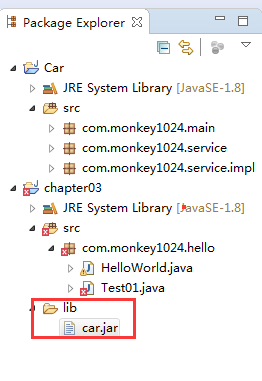 Package Explorer
Car
JRE System Library [JavaSE-1.8]
src
com.monkey1024.main
com.monkey1024.service
com.monkey1024.service.impl
chapter03
JRE System Library [JavaSE-1.8]
src
com.monkey1024.hello
HelloWorld.java
Test01.java
lib
car.jar